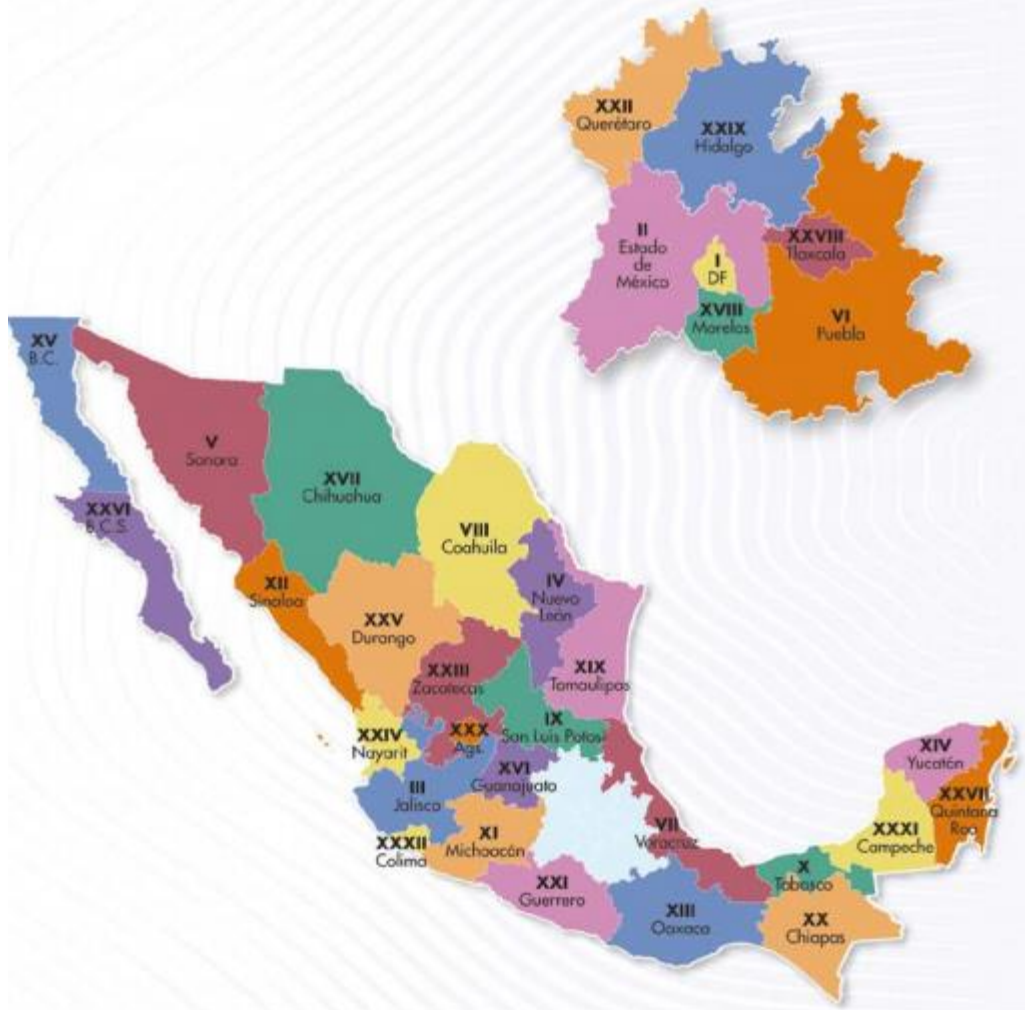 XXII
Querétaro
XXIX
Hidalgo
II
Estado
de
México
I
DF
XXVIII
Tlaxcala
XVIII
Morelos
VI
Puebla
XV
B.C.
V
Sonora
XXVI
B.C.S.
XVII
Chihuahua
VIII
Coahuila
IV
Nuevo
León
XII
Sinaloa
XXV
Durango
XXIII
Zacatecas
XIX
Tamaulipas
IX
San Luis Potosí
XXX
Ags.
XXIV
Nayarit
XVI
Guanajuato
III
Jalisco
XXXII
Colima
XI
Michoacán
VII
Veracruz
XXI
Guerrero
XIII
Oaxaca
X
Tabasco
XX
Chiapas
XIV
Yucatán
XXVII
Quintana
Roo
XXXI
Campeche